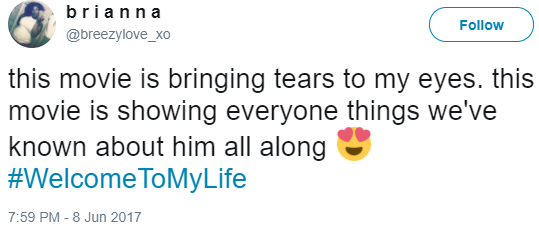 b r i a n n a
@breezylove_xo
Follow
this movie is bringing tears to my eyes. this
movie is showing everyone things we've
known about him all along 😍
#WelcomeToMyLife
7:59 PM - 8 Jun 2017